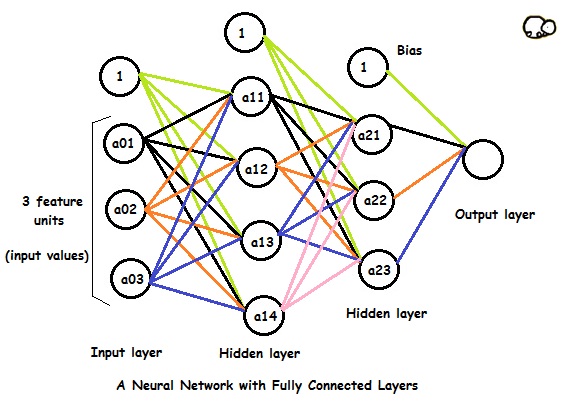 1
1
Bias
1
a11
a01
a21
a12
3 feature
units
(input values)
a02
a22
Output layer
a13
a03
a23
a14
Hidden layer
Input layer
Hidden layer
A Neural Network with Fully Connected Layers